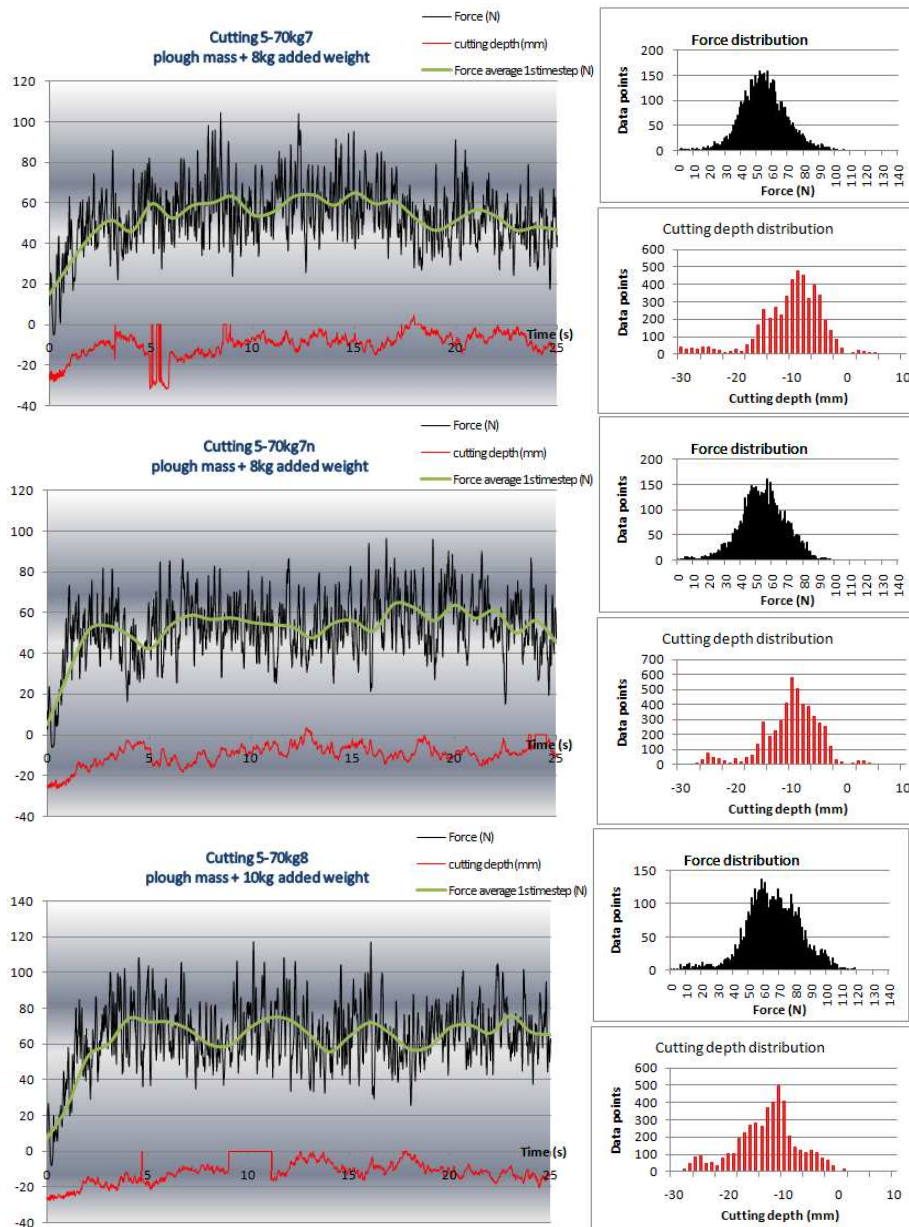 Cutting 5-70kg7
plough mass + 8kg added weight
Force (N)
cutting depth (mm)
Force average 1stimestep (N)
120
100
80
60
40
20
0
-20
-40
0
5
10
15
20
25
Time (s)
Force distribution
Data points
200
150
100
50
0
0 10 20 30 40 50 60 70 80 90 100 110 120 130 140
Force (N)
Cutting depth distribution
Data points
600
500
400
300
200
100
0
-30 -20 -10 0 10
Cutting depth (mm)
Cutting 5-70kg7n
plough mass + 8kg added weight
Force (N)
cutting depth (mm)
Force average 1stimestep (N)
120
100
80
60
40
20
0
-20
-40
0
5
10
15
20
25
Time (s)
Force distribution
Data points
200
150
100
50
0
0 10 20 30 40 50 60 70 80 90 100 110 120 130 140
Force (N)
Cutting depth distribution
Data points
700
600
500
400
300
200
100
0
-30 -20 -10 0 10
Cutting depth (mm)
Cutting 5-70kg8
plough mass + 10kg added weight
Force (N)
cutting depth (mm)
Force average 1stimestep (N)
140
120
100
80
60
40
20
0
-20
-40
0
5
10
15
20
25
Time (s)
Force distribution
Data points
150
100
50
0
0 10 20 30 40 50 60 70 80 90 100 110 120 130 140
Force (N)
Cutting depth distribution
Data points
600
500
400
300
200
100
0
-30 -20 -10 0 10
Cutting depth (mm)